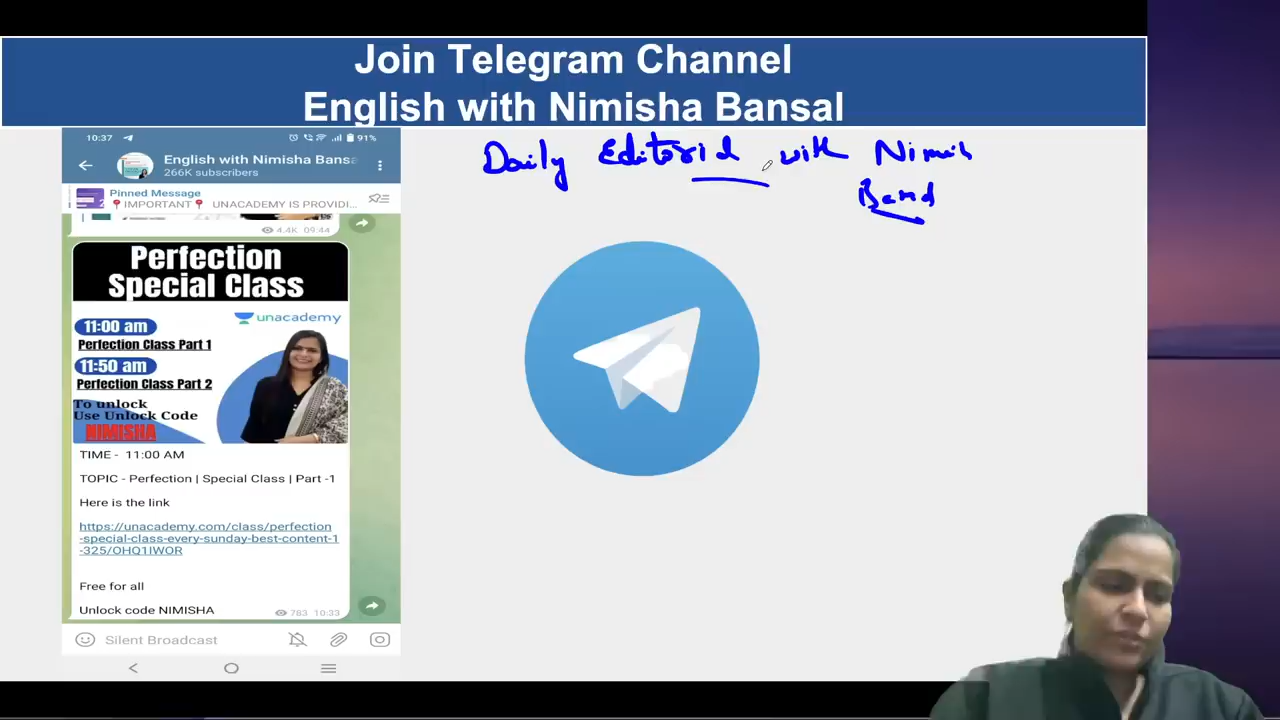 Join Telegram Channel
English with Nimisha Bansal
Daily Editorial with
10:37
91%
English with Nimisha Bansa
266K subscribers
Pinned Message
📍IMPORTANT📍 UNACADEMY IS PROVIDI...
4.4K 09:44
Perfection
Special Class
unacademy
11:00 am
Perfection Class Part 1
11:50 am
Perfection Class Part 2
To unlock
Use Unlock Code
NIMISHA
TIME - 11:00 AM
TOPIC - Perfection | Special Class | Part -1
Here is the link
https://unacademy.com/class/perfection
-special-class-every-sunday-best-content-1
-325/OHQ1IWOR
Free for all
Unlock code NIMISHA
783 10:33
Silent Broadcast